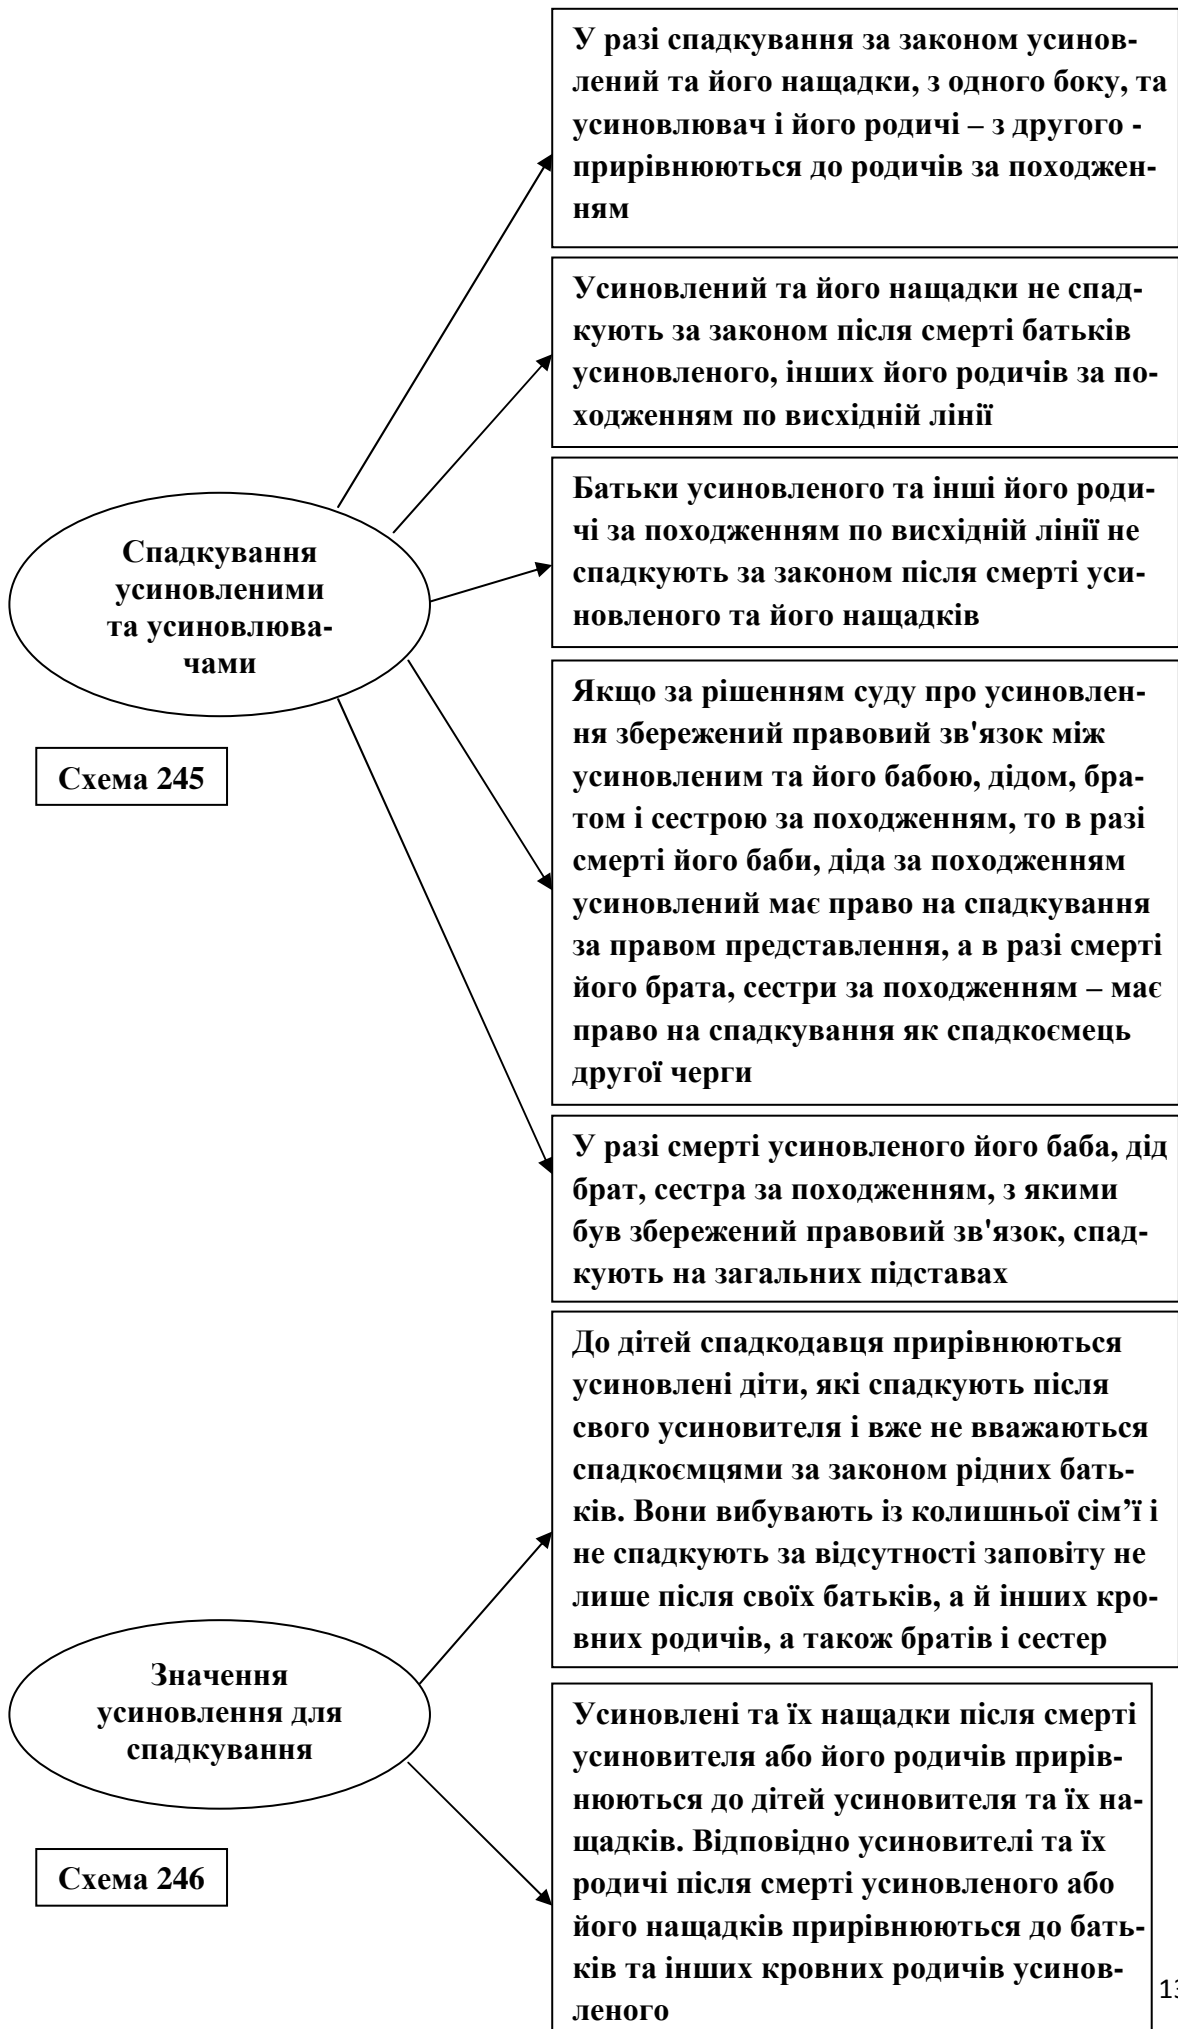 У разі спадкування за законом усинов-
лений та його нащадки, з одного боку, та
усиновлювач і його родичі – з другого -
прирівнюються до родичів за походжен-
ням
Усиновлений та його нащадки не спад-
кують за законом після смерті батьків
усиновленого, інших його родичів за по-
ходженням по висхідній лінії
Батьки усиновленого та інші його роди-
чі за походженням по висхідній лінії не
спадкують за законом після смерті уси-
новленого та його нащадків
Спадкування
усиновленими
та усиновлюва-
чами
Схема 245
Якщо за рішенням суду про усиновлен-
ня збережений правовий зв'язок між
усиновленим та його бабою, дідом, бра-
том і сестрою за походженням, то в разі
смерті його баби, діда за походженням
усиновлений має право на спадкування
за правом представлення, а в разі смерті
його брата, сестри за походженням – має
право на спадкування як спадкоємець
другої черги
У разі смерті усиновленого його баба, дід
брат, сестра за походженням, з якими
був збережений правовий зв'язок, спад-
кують на загальних підставах
До дітей спадкодавця прирівнюються
усиновлені діти, які спадкують після
свого усиновителя і вже не вважаються
спадкоємцями за законом рідних бать-
ків. Вони вибувають із колишньої сім’ї і
не спадкують за відсутності заповіту не
лише після своїх батьків, а й інших кро-
вних родичів, а також братів і сестер
Значення
усиновлення для
спадкування
Схема 246
Усиновлені та їх нащадки після смерті
усиновителя або його родичів прирів-
нюються до дітей усиновителя та їх на-
щадків. Відповідно усиновителі та їх
родичі після смерті усиновленого або
його нащадків прирівнюються до бать-
ків та інших кровних родичів усинов-
леного